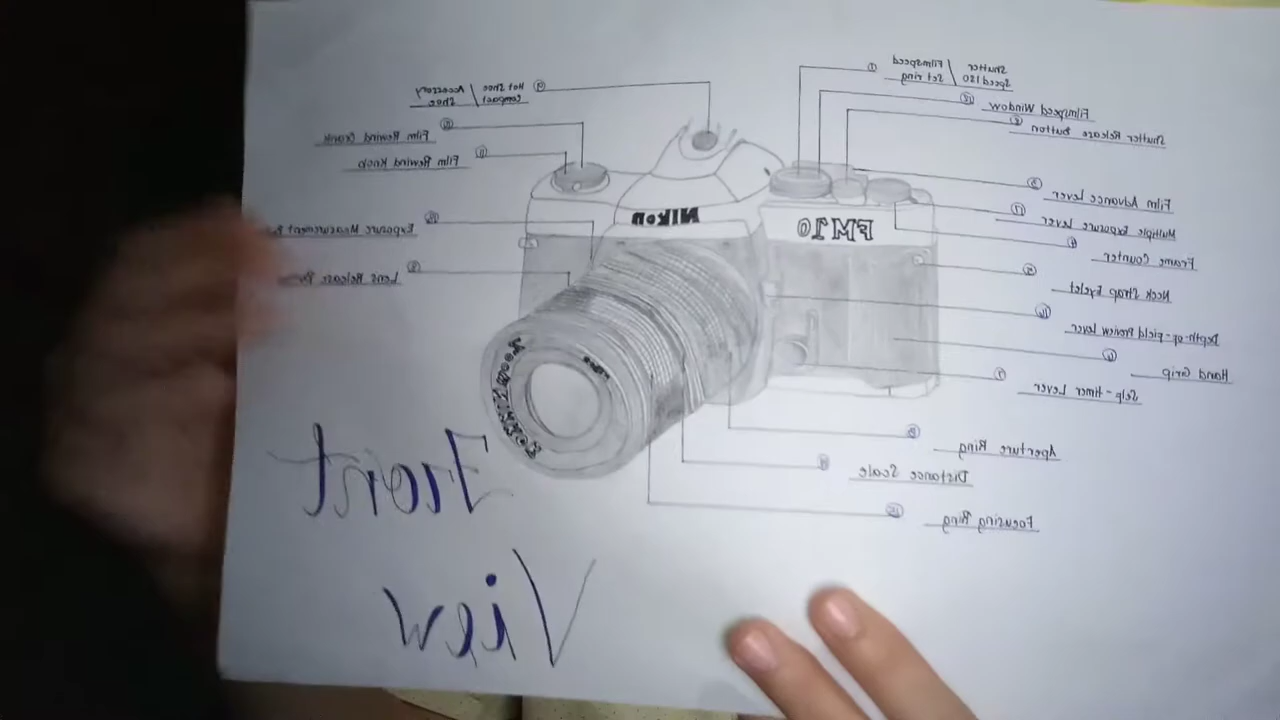 ① Shutter / Filmspeed
Speed ISO / Set ring
Filmspeed Window
Shutter Release Button
Film Advance Lever
Multiple Exposure Lever
Frame Counter
Neck Strap Eyelet
Depth-of-field Preview Lever
Hand Grip
Self-timer Lever
Aperture Ring
Distance Scale
Focusing Ring
Hot Shoe / Accessory
Compact / Shoe
Film Rewind Crank
Film Rewind Knob
Exposure Measurement
Lens Release
FM10
NIKON
Front
View